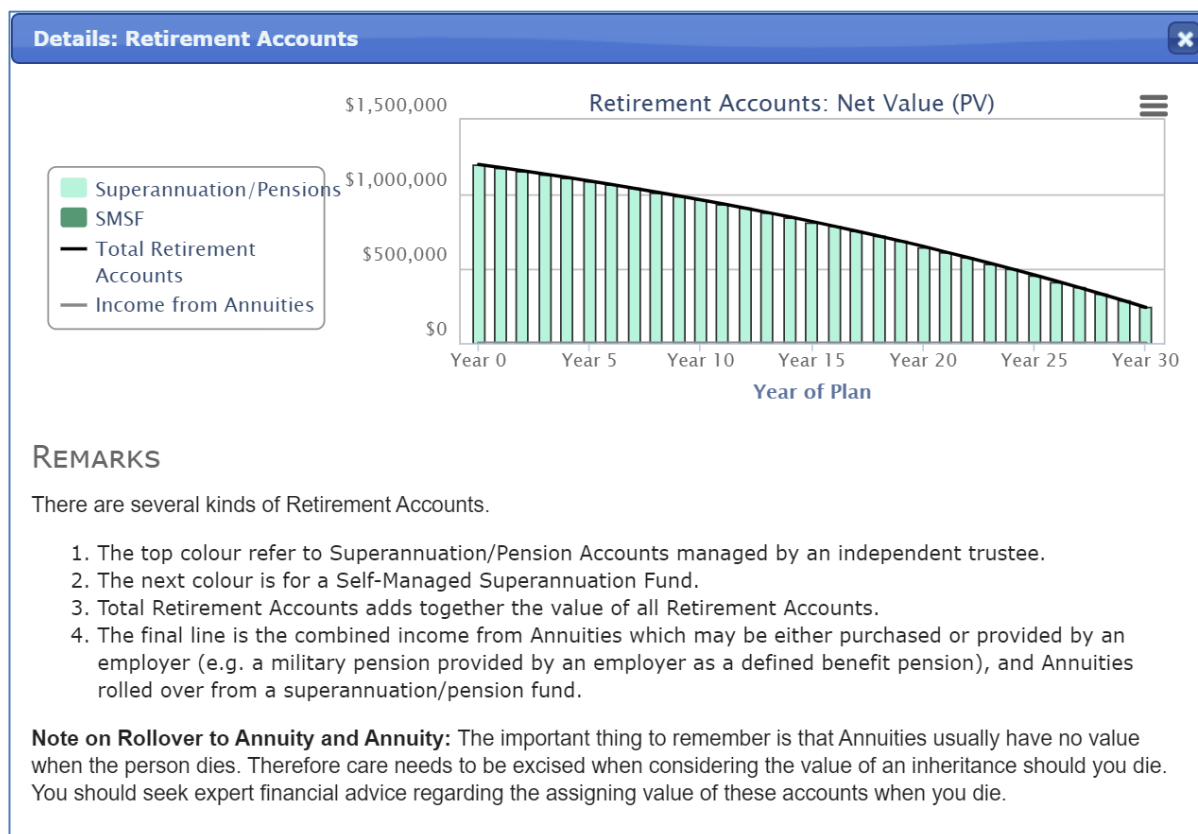 Details: Retirement Accounts
Retirement Accounts: Net Value (PV)
$1,500,000
$1,000,000
$500,000
$0
Superannuation/Pensions
SMSF
Total Retirement
Accounts
Income from Annuities
Year 0 Year 5 Year 10 Year 15 Year 20 Year 25 Year 30
Year of Plan
REMARKS
There are several kinds of Retirement Accounts.
1. The top colour refer to Superannuation/Pension Accounts managed by an independent trustee.
2. The next colour is for a Self-Managed Superannuation Fund.
3. Total Retirement Accounts adds together the value of all Retirement Accounts.
4. The final line is the combined income from Annuities which may be either purchased or provided by an
employer (e.g. a military pension provided by an employer as a defined benefit pension), and Annuities
rolled over from a superannuation/pension fund.
Note on Rollover to Annuity and Annuity: The important thing to remember is that Annuities usually have no value
when the person dies. Therefore care needs to be excised when considering the value of an inheritance should you die.
You should seek expert financial advice regarding the assigning value of these accounts when you die.